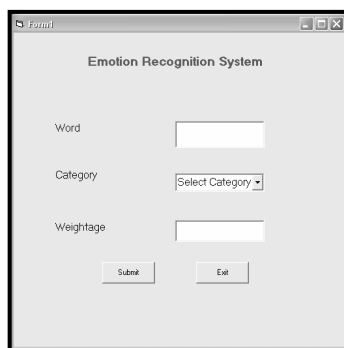 Form1
Emotion Recognition System
Word
Category
Select Category
Weightage
Submit
Exit